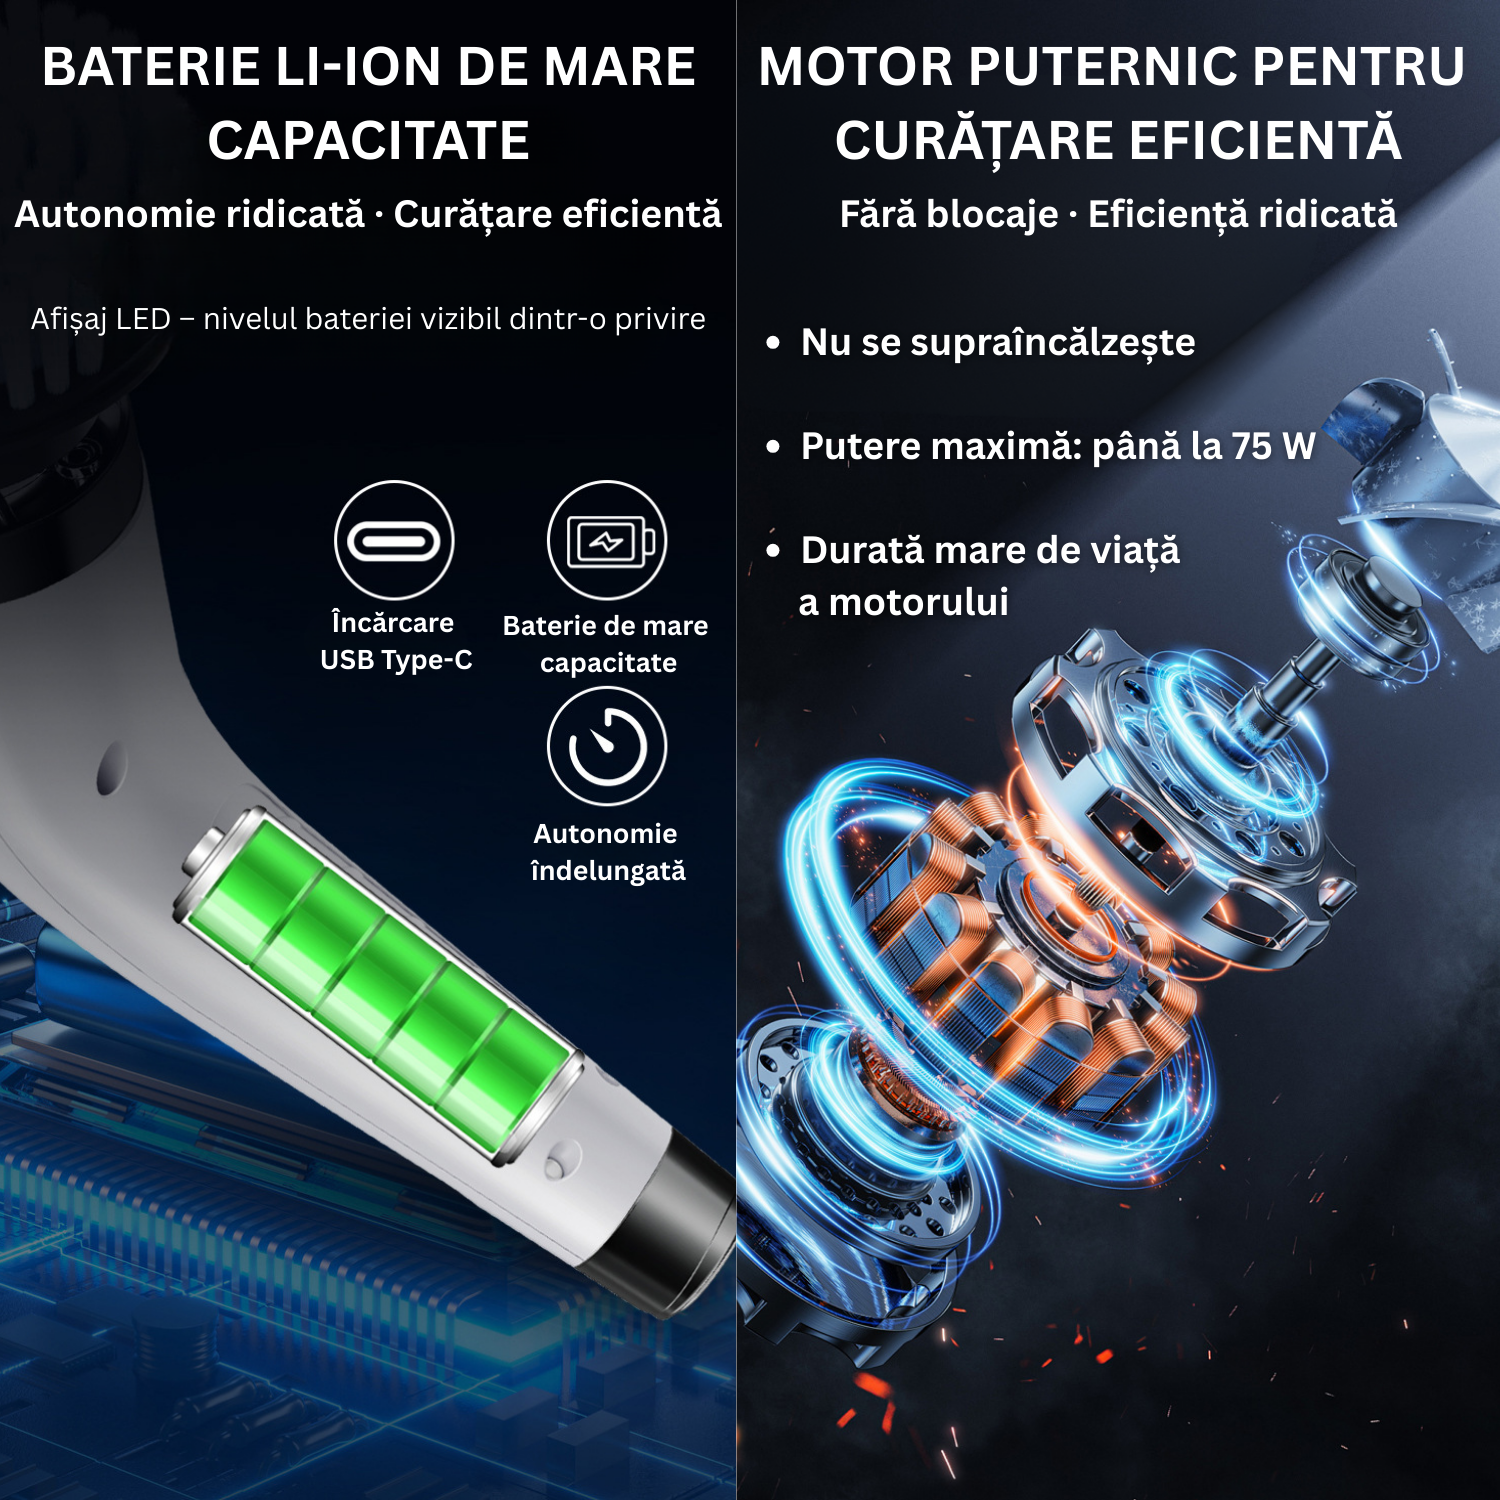 BATERIE LI-ION DE MARE
CAPACITATE
Autonomie ridicată · Curățare eficientă
Afișaj LED – nivelul bateriei vizibil dintr-o privire
Încărcare
USB Type-C
Baterie de mare
capacitate
Autonomie
îndelungată
MOTOR PUTERNIC PENTRU
CURĂȚARE EFICIENTĂ
Fără blocaje · Eficiență ridicată
• Nu se supraîncălzește
• Putere maximă: până la 75 W
• Durată mare de viață
a motorului